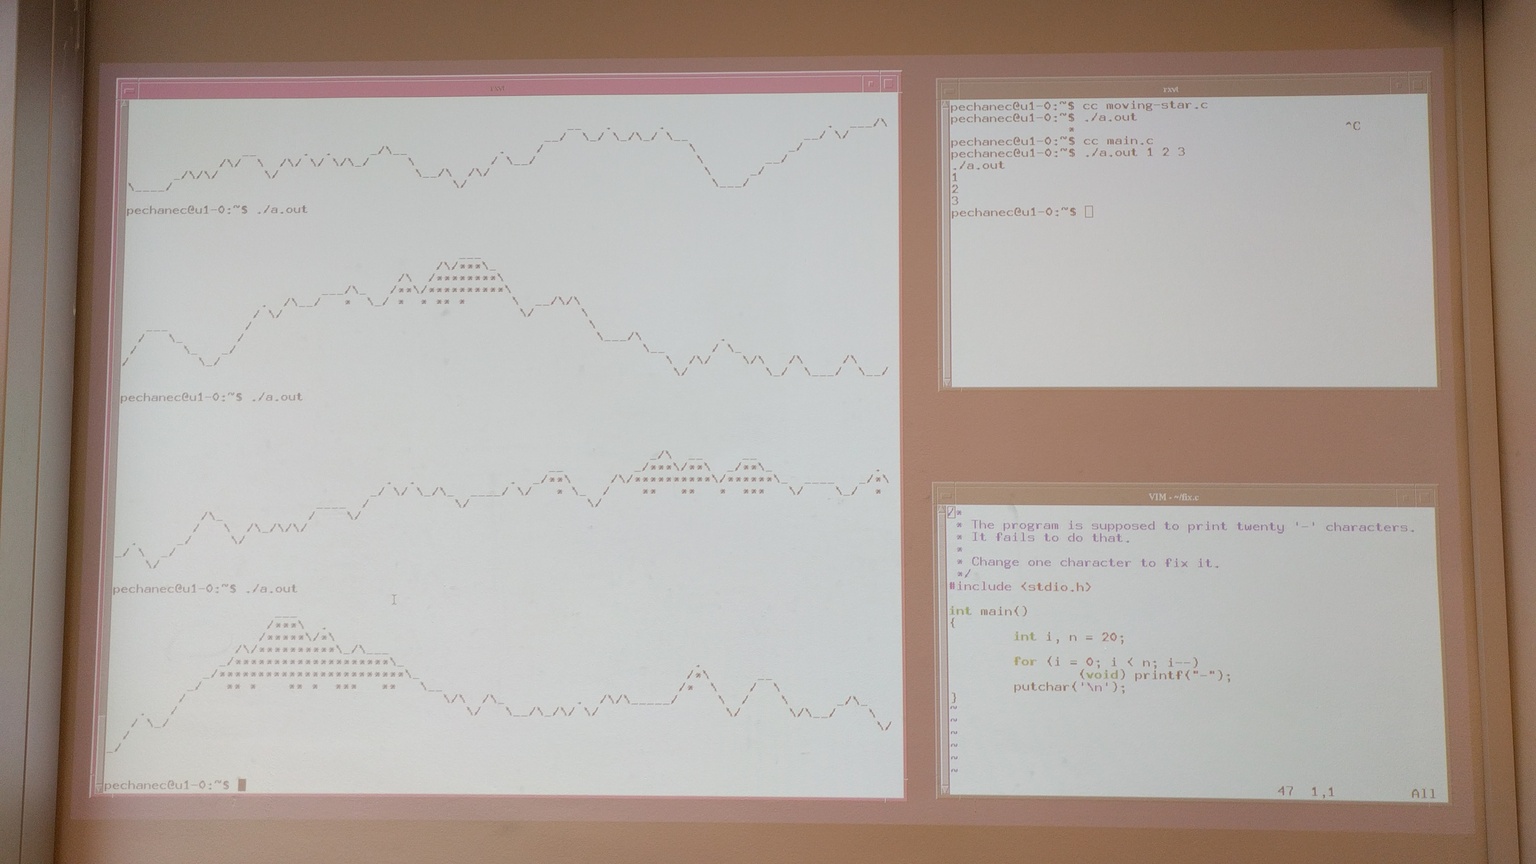 rxvt
pechanec@u1-0:~$ ./a.out
pechanec@u1-0:~$ ./a.out
pechanec@u1-0:~$ ./a.out
pechanec@u1-0:~$
rxvt
pechanec@u1-0:~$ cc moving-star.c
pechanec@u1-0:~$ ./a.out
* ^C
pechanec@u1-0:~$ cc main.c
pechanec@u1-0:~$ ./a.out 1 2 3
./a.out
1
2
3
pechanec@u1-0:~$
VIM - ~/fix.c
/*
* The program is supposed to print twenty '-' characters.
* It fails to do that.
*
* Change one character to fix it.
*/
#include <stdio.h>
int main()
{
int i, n = 20;
for (i = 0; i < n; i--)
(void) printf("-");
putchar('\n');
}
~
~
~
~
~
~
47 1,1 All